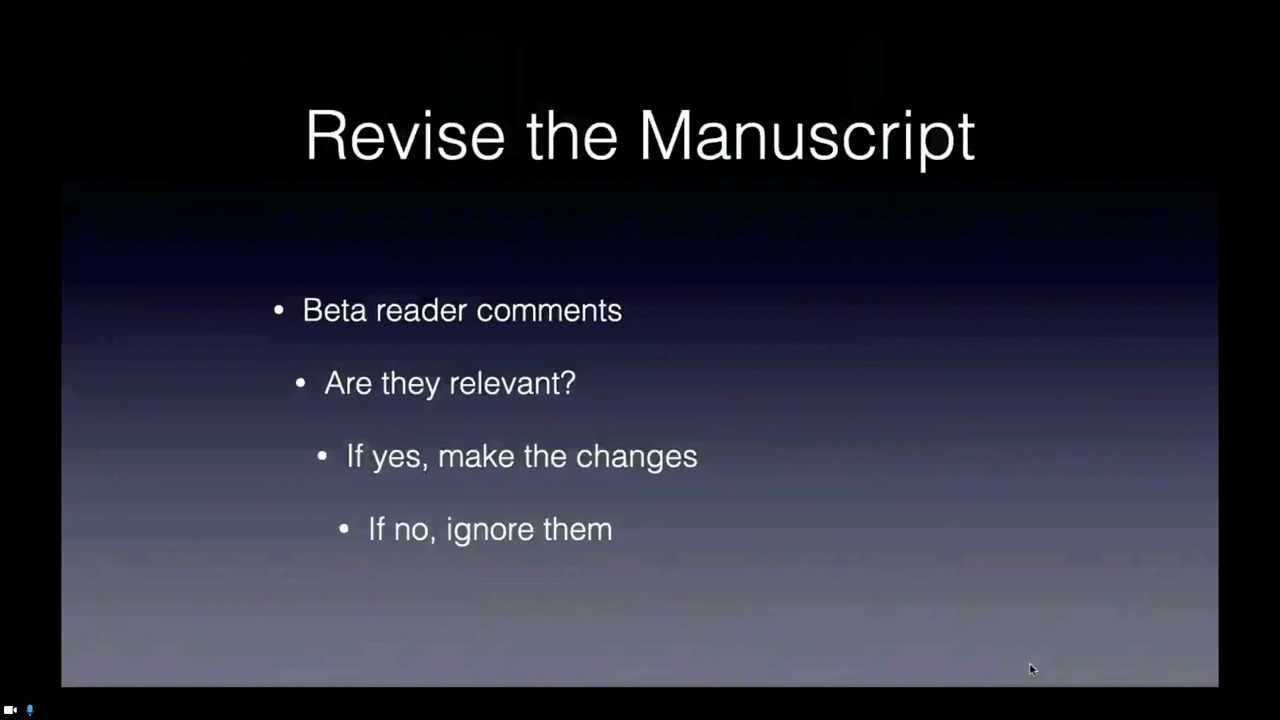 Revise the Manuscript
• Beta reader comments
• Are they relevant?
• If yes, make the changes
• If no, ignore them